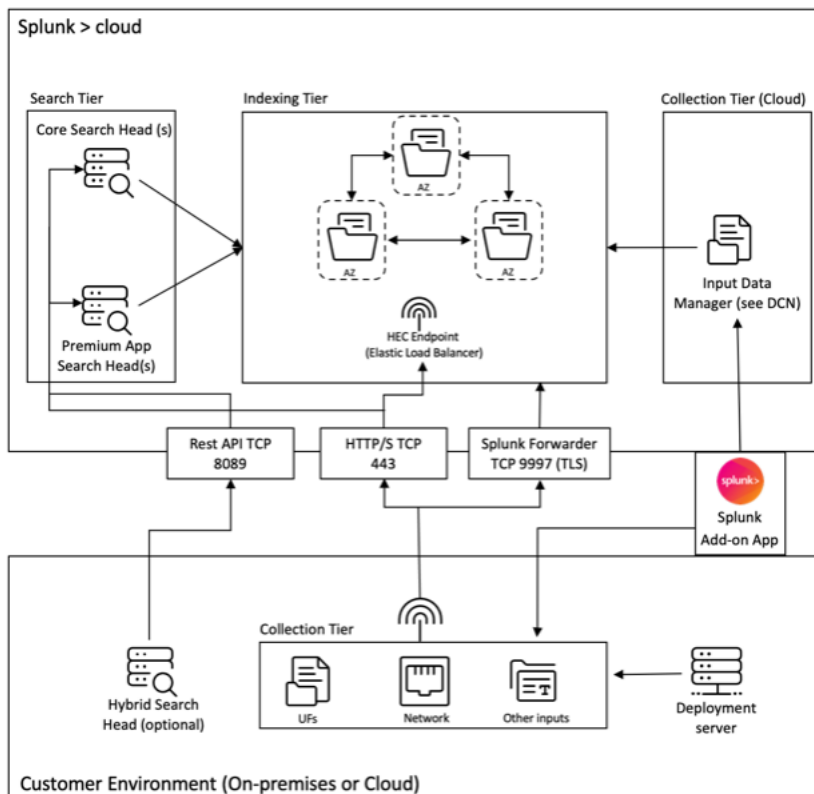 Splunk > cloud
Search Tier
Core Search Head (s)
Premium App
Search Head(s)
Indexing Tier
AZ
AZ
AZ
HEC Endpoint
(Elastic Load Balancer)
Collection Tier (Cloud)
Input Data
Manager (see DCN)
Rest API TCP
8089
HTTP/S TCP
443
Splunk Forwarder
TCP 9997 (TLS)
splunk>
Splunk
Add-on App
Hybrid Search
Head (optional)
Collection Tier
UFs
Network
T
Other inputs
Deployment
server
Customer Environment (On-premises or Cloud)